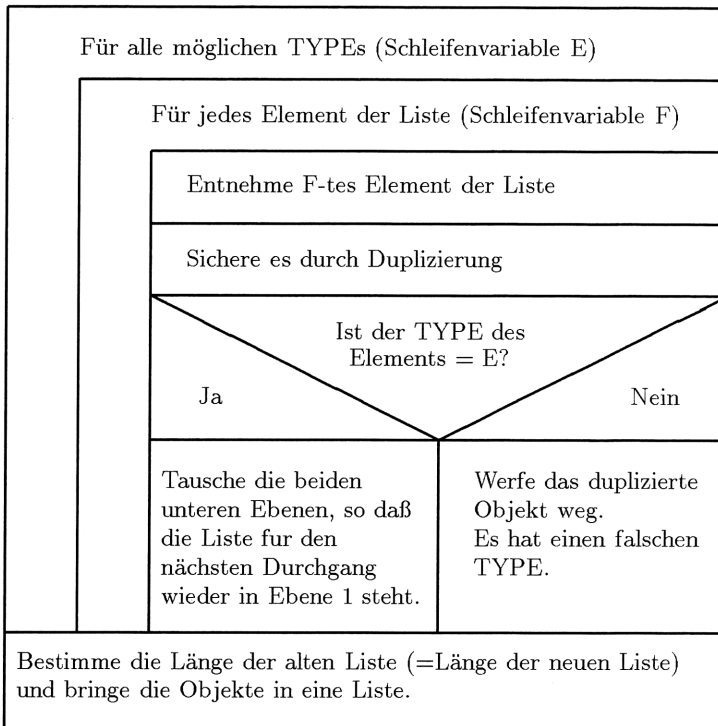 Für alle möglichen TYPEs (Schleifenvariable E)
Für jedes Element der Liste (Schleifenvariable F)
Entnehme F-tes Element der Liste
Sichere es durch Duplizierung
Ist der TYPE des
Elements = E?
Ja
Nein
Tausche die beiden
unteren Ebenen, so daß
die Liste fur den
nächsten Durchgang
wieder in Ebene 1 steht.
Werfe das duplizierte
Objekt weg.
Es hat einen falschen
TYPE.
Bestimme die Länge der alten Liste (=Länge der neuen Liste)
und bringe die Objekte in eine Liste.